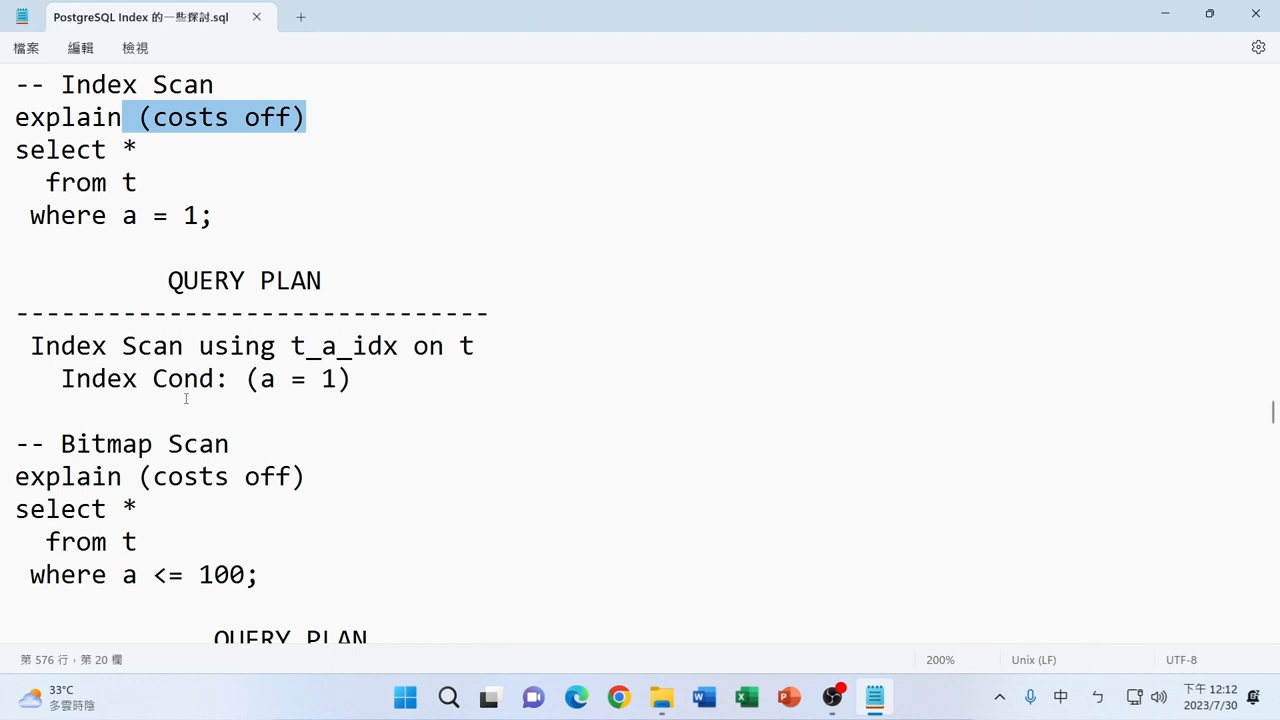 PostgreSQL Index 的一些探討.sql
檔案 編輯 檢視
-- Index Scan
explain (costs off)
select *
  from t
 where a = 1;
          QUERY PLAN
-------------------------------
 Index Scan using t_a_idx on t
   Index Cond: (a = 1)
-- Bitmap Scan
explain (costs off)
select *
  from t
 where a <= 100;
             QUERY PLAN
第 576 行,第 20 欄 200% Unix (LF) UTF-8
33°C
多雲時陰
中 ㄅ
下午 12:12
2023/7/30